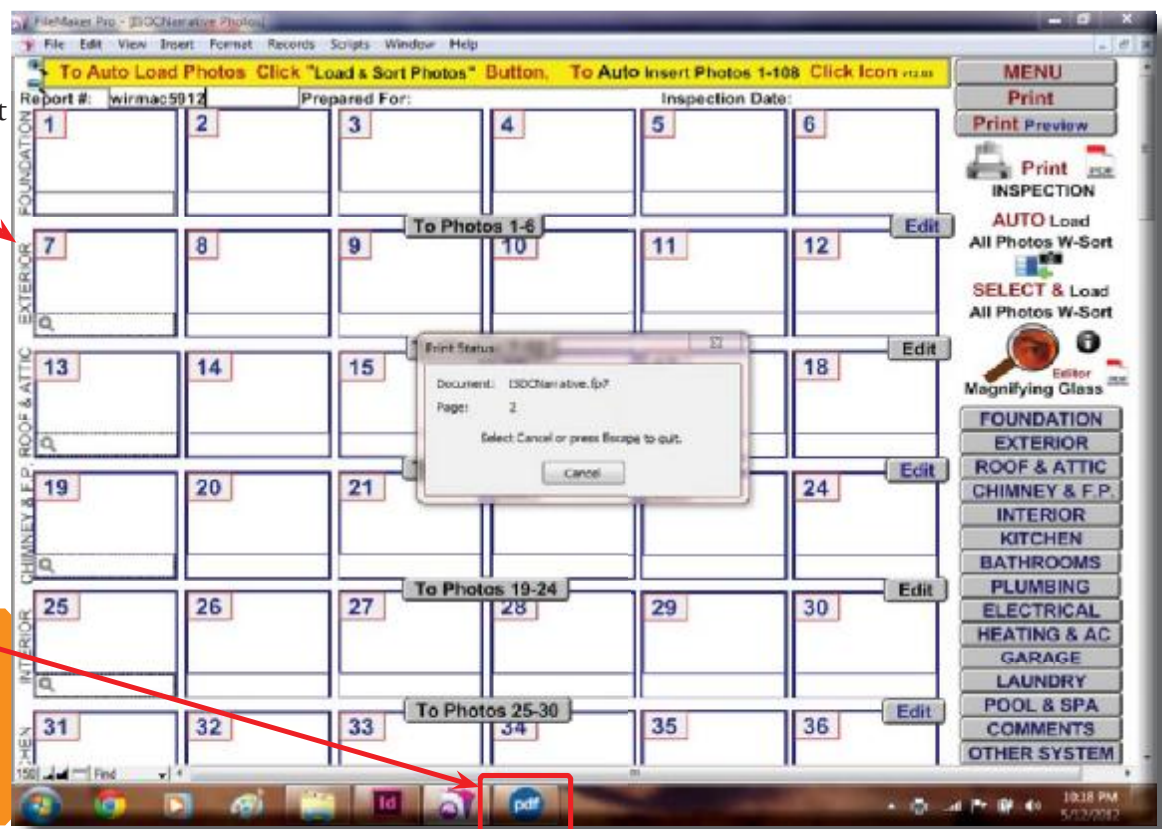 FileMaker Pro - [ISOCNarrative Photos]
File Edit View Insert Format Records Scripts Window Help
To Auto Load Photos Click "Load & Sort Photos" Button, To Auto Insert Photos 1-108 Click Icon
MENU
Report #: wirmac5912 Prepared For: Inspection Date:
Print
Print Preview
FOUNDATION
1 2 3 4 5 6
Print PDF
INSPECTION
To Photos 1-6 Edit
AUTO Load
All Photos W-Sort
EXTERIOR
7 8 9 10 11 12
SELECT & Load
All Photos W-Sort
Edit
ROOF & ATTIC
13 14 15 18
Print Status
Document: ISOCNarrative.fp7
Page: 2
Select Cancel or press Escape to quit.
Cancel
Editor
Magnifying Glass
FOUNDATION
EXTERIOR
ROOF & ATTIC
CHIMNEY & F.P.
INTERIOR
KITCHEN
BATHROOMS
PLUMBING
ELECTRICAL
HEATING & AC
GARAGE
LAUNDRY
POOL & SPA
COMMENTS
OTHER SYSTEM
Edit
CHIMNEY & F.P.
19 20 21 24
To Photos 19-24 Edit
INTERIOR
25 26 27 28 29 30
To Photos 25-30 Edit
31 32 33 34 35 36
150 Find
Id pdf
10:18 PM
5/12/2012